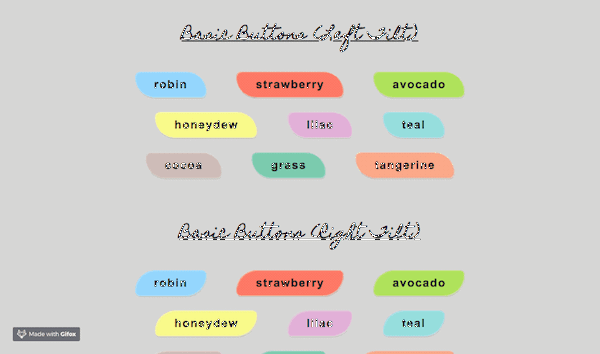 Basic Buttons (Left Tilt)
robin strawberry avocado
honeydew lilac teal
cocoa grass tangerine
Basic Buttons (Right Tilt)
robin strawberry avocado
honeydew lilac teal
Made with Gifox